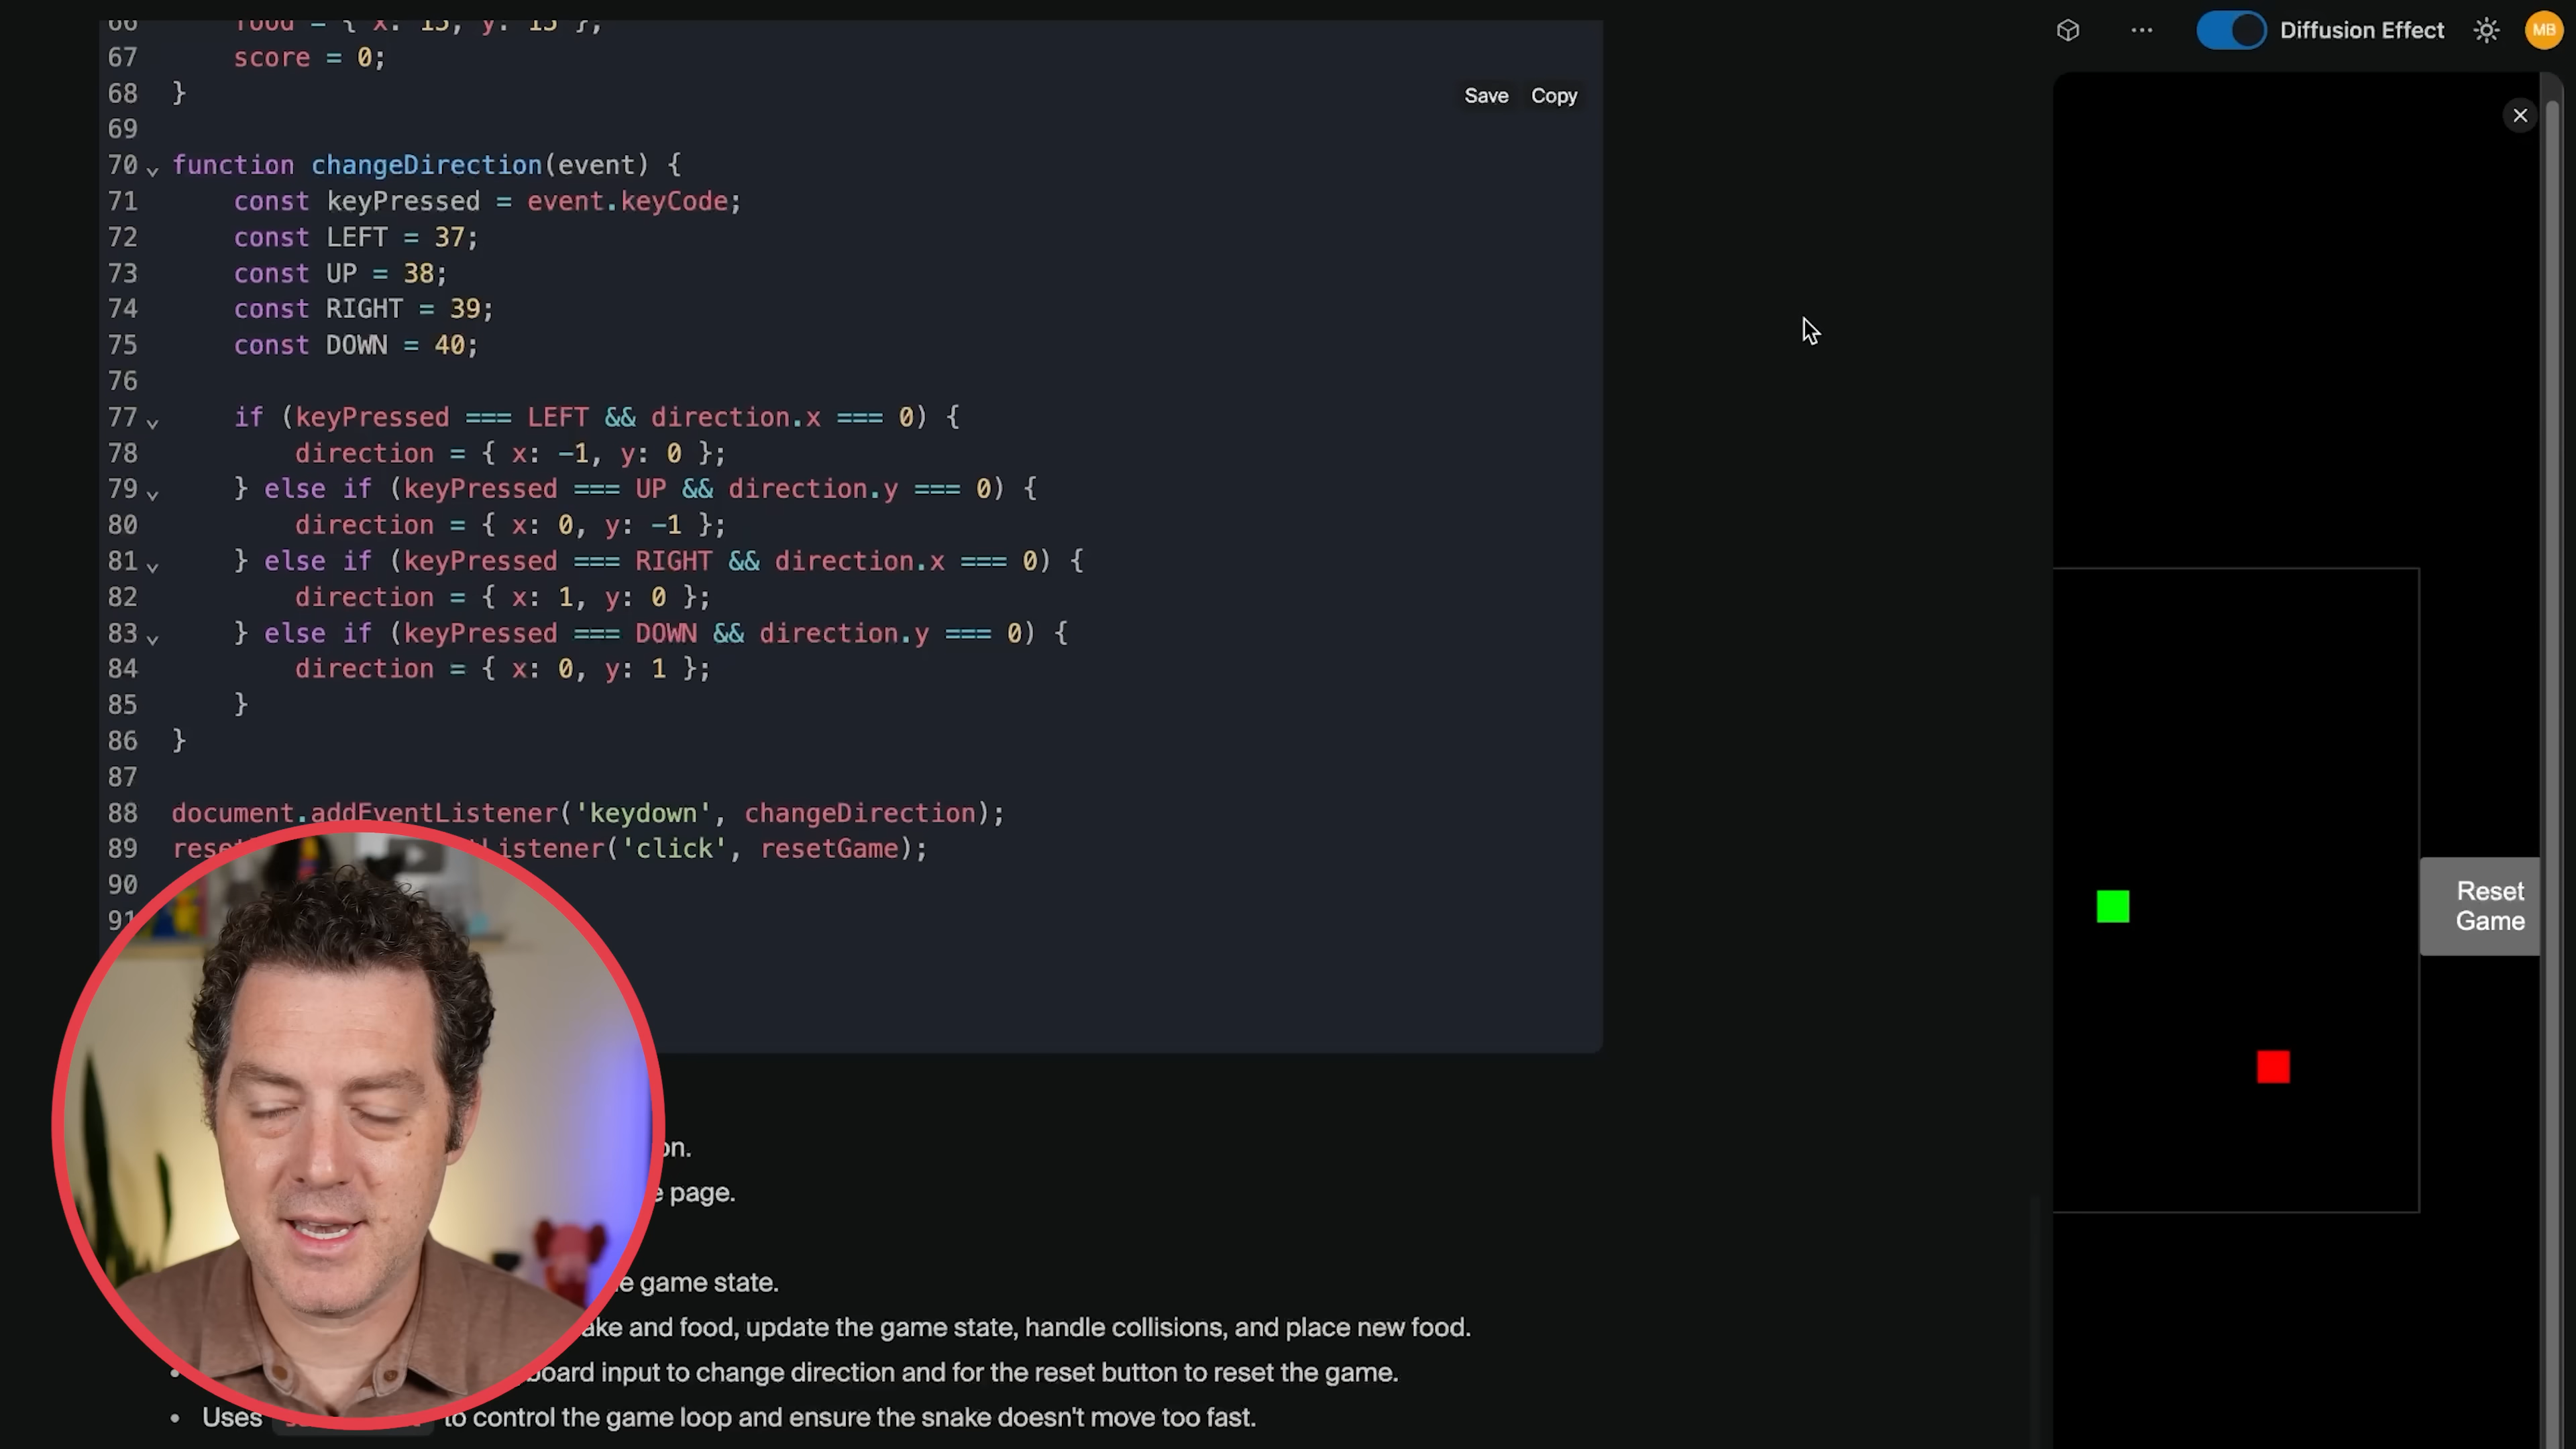 66 food = { x: 15, y: 15 };
67 score = 0;
68 }
69
70 function changeDirection(event) {
71 const keyPressed = event.keyCode;
72 const LEFT = 37;
73 const UP = 38;
74 const RIGHT = 39;
75 const DOWN = 40;
76
77 if (keyPressed === LEFT && direction.x === 0) {
78 direction = { x: -1, y: 0 };
79 } else if (keyPressed === UP && direction.y === 0) {
80 direction = { x: 0, y: -1 };
81 } else if (keyPressed === RIGHT && direction.x === 0) {
82 direction = { x: 1, y: 0 };
83 } else if (keyPressed === DOWN && direction.y === 0) {
84 direction = { x: 0, y: 1 };
85 }
86 }
87
88 document.addEventListener('keydown', changeDirection);
89 Listener('click', resetGame);
90
91
Save Copy
on.
page.
game state.
and food, update the game state, handle collisions, and place new food.
input to change direction and for the reset button to reset the game.
• Uses to control the game loop and ensure the snake doesn't move too fast.
Diffusion Effect
MB
Reset
Game